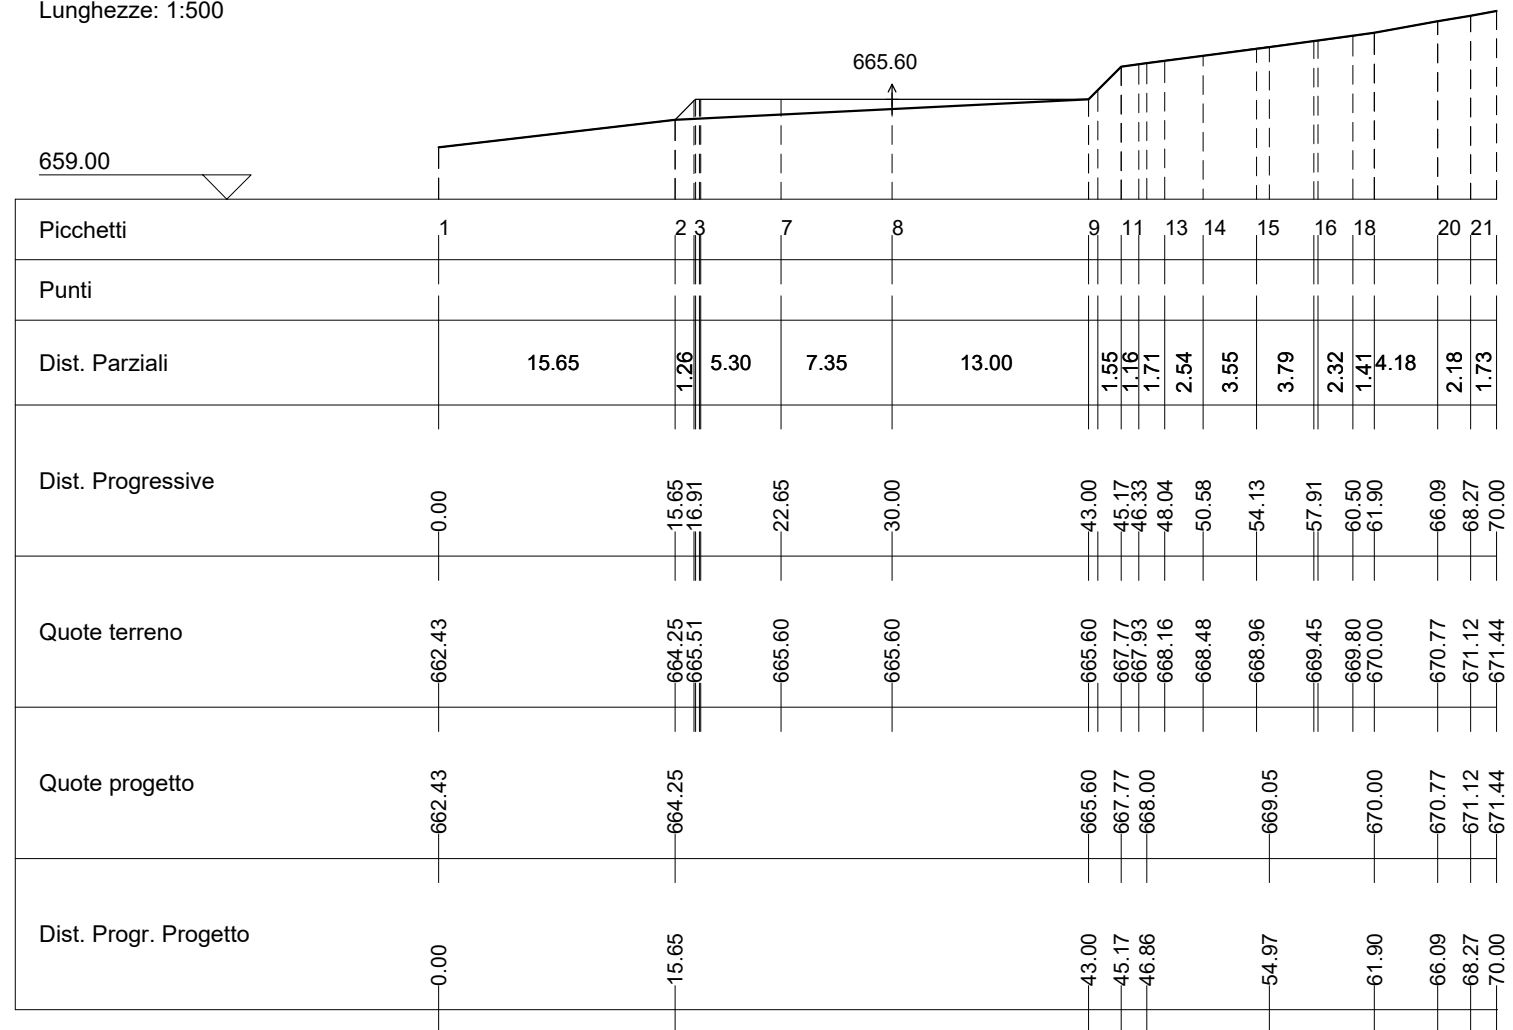 Lunghezze: 1:500
665.60
659.00
Picchetti 1 2 3 7 8 9 11 13 14 15 16 18 20 21
Punti
Dist. Parziali 15.65 1.26 5.30 7.35 13.00 1.55 1.16 1.71 2.54 3.55 3.79 2.32 1.41 4.18 2.18 1.73
Dist. Progressive 0.00 15.65 16.91 22.65 30.00 43.00 45.17 46.33 48.04 50.58 54.13 57.91 60.50 61.90 66.09 68.27 70.00
Quote terreno 662.43 664.25 665.51 665.60 665.60 665.60 667.77 667.93 668.16 668.48 668.96 669.45 669.80 670.00 670.77 671.12 671.44
Quote progetto 662.43 664.25 665.60 667.77 668.00 669.05 670.00 670.77 671.12 671.44
Dist. Progr. Progetto 0.00 15.65 43.00 45.17 46.86 54.97 61.90 66.09 68.27 70.00